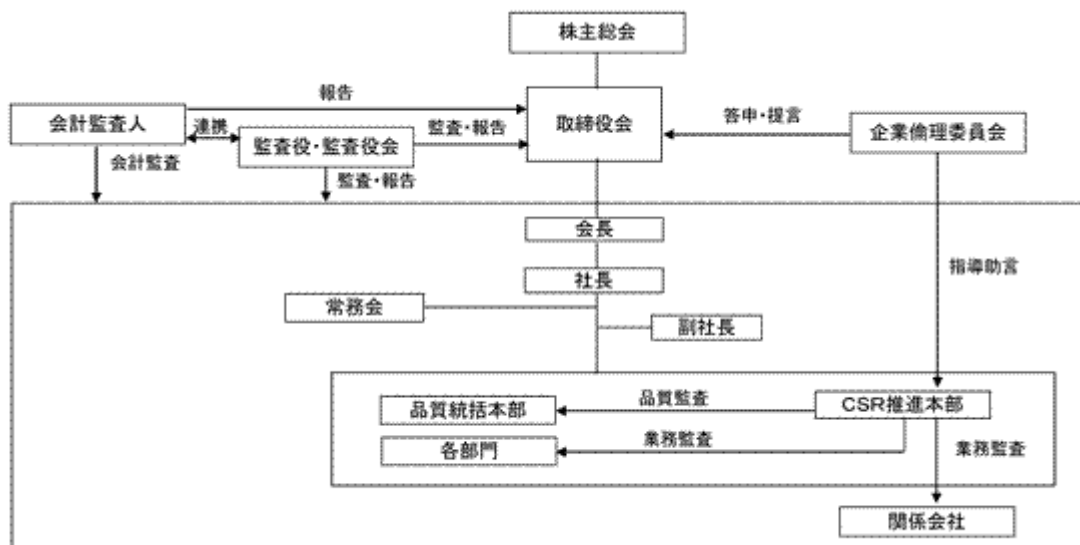 株主総会
報告
会計監査人
連携
監査役・監査役会
監査・報告
取締役会
答申・提言
企業倫理委員会
会計監査
監査・報告
会長
指導助言
社長
常務会
副社長
品質統括本部
品質監査
CSR推進本部
各部門
業務監査
業務監査
関係会社